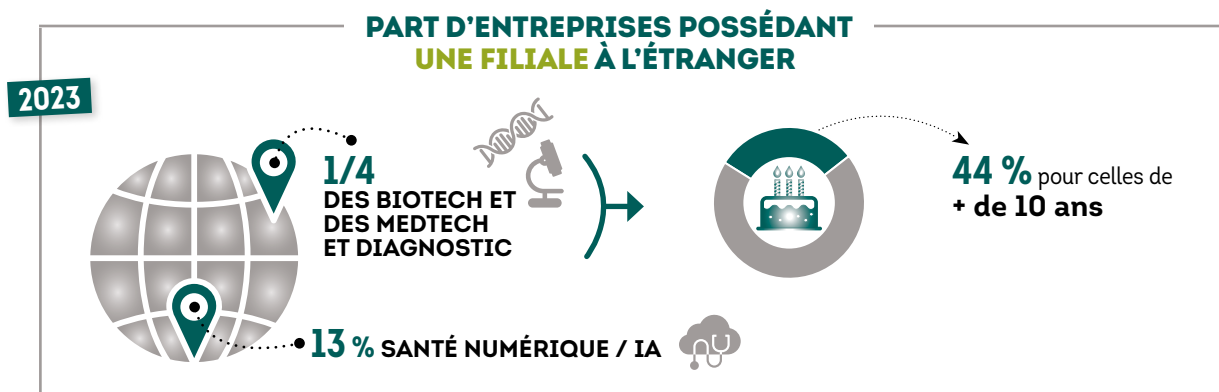 PART D'ENTREPRISES POSSÉDANT
UNE FILIALE À L'ÉTRANGER
2023
1/4
DES BIOTECH ET
DES MEDTECH
ET DIAGNOSTIC
44 % pour celles de
+ de 10 ans
13 % SANTÉ NUMÉRIQUE / IA